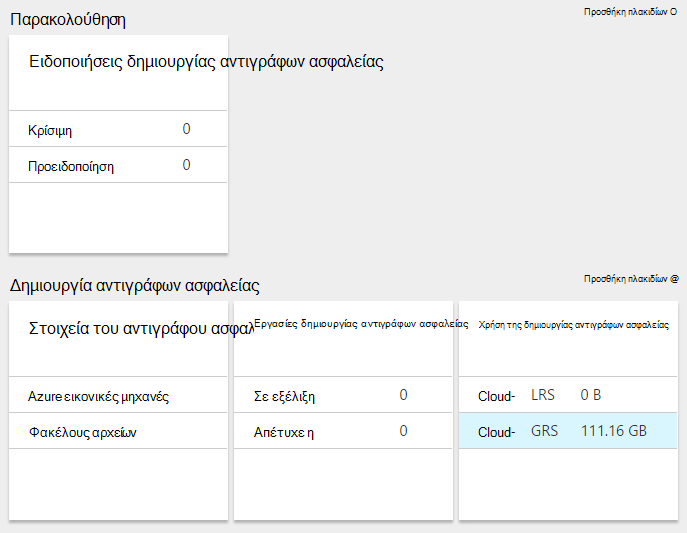 Παρακολούθηση
Προσθήκη πλακιδίων O
Ειδοποιήσεις δημιουργίας αντιγράφων ασφαλείας
Κρίσιμη 0
Προειδοποίηση 0
Δημιουργία αντιγράφων ασφαλείας
Προσθήκη πλακιδίων @
Στοιχεία του αντιγράφου ασφαλ
Azure εικονικές μηχανές
Φακέλους αρχείων
Εργασίες δημιουργίας αντιγράφων ασφαλείας
Σε εξέλιξη 0
Απέτυχε η 0
Χρήση της δημιουργίας αντιγράφων ασφαλείας
Cloud- LRS 0 B
Cloud- GRS 111.16 GB